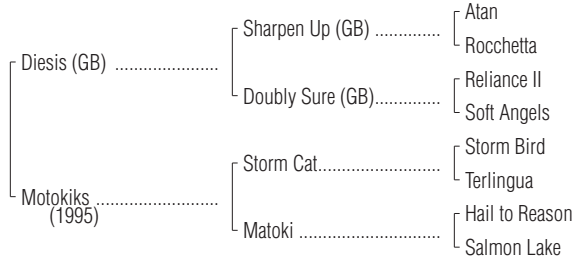 Atan
Sharpen Up (GB) ...............
Rocchetta
Diesis (GB) ........................
Reliance II
Doubly Sure (GB)...............
Soft Angels
Storm Bird
Storm Cat............................
Terlingua
Motokiks ............................
(1995)
Hail to Reason
Matoki .................................
Salmon Lake